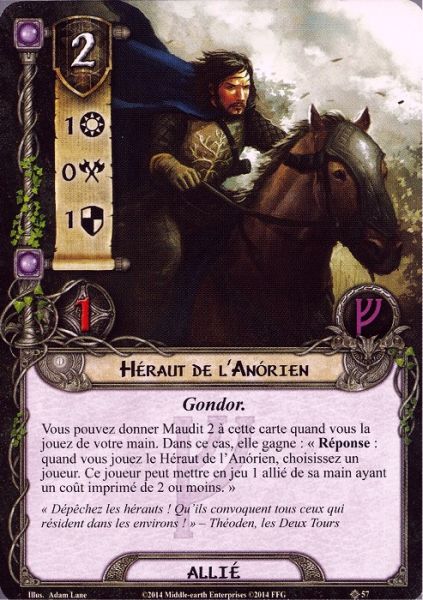 2
1
0
1
1
HÉRAUT DE L'ANÓRIEN
Gondor.
Vous pouvez donner Maudit 2 à cette carte quand vous la
jouez de votre main. Dans ce cas, elle gagne : « Réponse :
quand vous jouez le Héraut de l'Anórien, choisissez un
joueur. Ce joueur peut mettre en jeu 1 allié de sa main ayant
un coût imprimé de 2 ou moins. »
« Dépêchez les hérauts ! Qu'ils convoquent tous ceux qui
résident dans les environs ! » – Théoden, les Deux Tours
ALLIÉ
Illus. Adam Lane ©2014 Middle-earth Enterprises ©2014 FFG 57